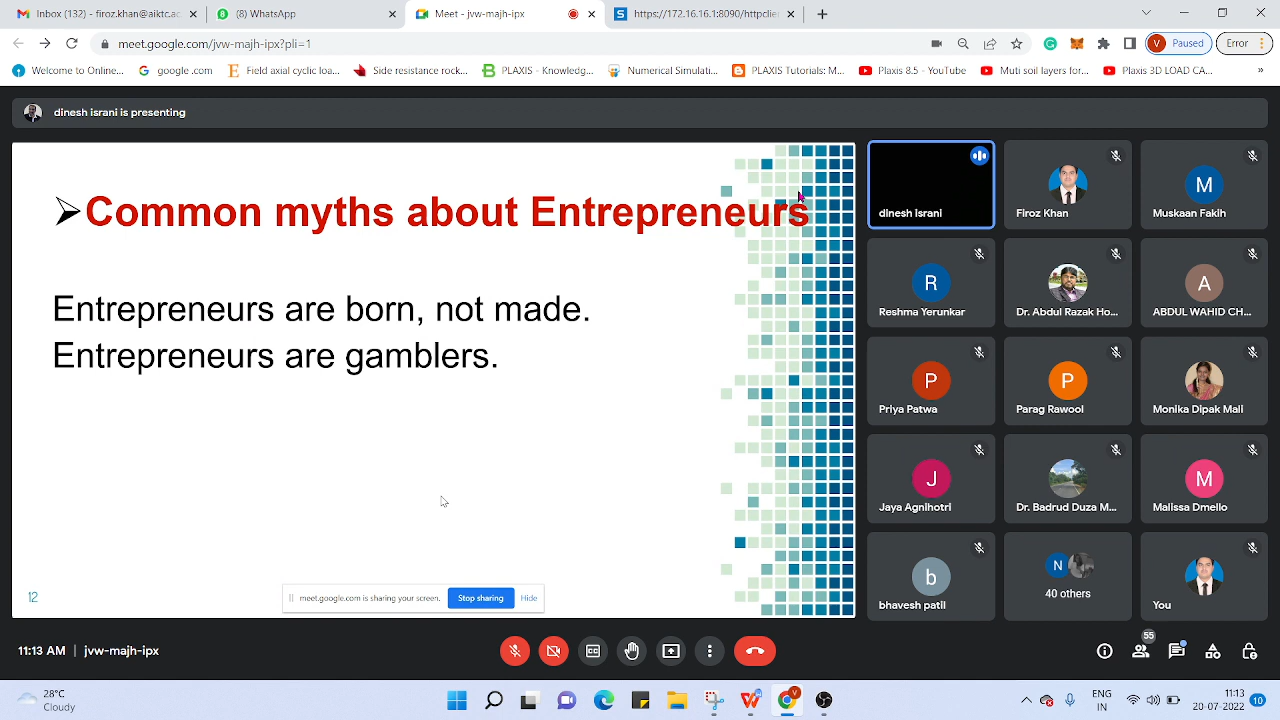 Inbox (132) - firoz.khan@aiktc.ac
(8) WhatsApp
Meet - jvw-majh-ipx
https://172.16.16.1:8090/httpclie
meet.google.com/jvw-majh-ipx?pli=1
V Paused
Error
Welcome to Online...
google .com
Field axax,cyclic loa...
Side resistance roc...
PLAXIS - Knowledg...
Numerical Simulati...
PLAXIS Tutorials: M...
Plaxis 8.5 - YouTube
Muti soil layers for...
Plaxis 3D LOAD CA...
»
dinesh israni is presenting
Common myths about Entrepreneurs
Entrepreneurs are born, not made.
Entrepreneurs are gamblers.
12
meet.google.com is sharing your screen.
Stop sharing
Hide
dinesh israni
Firoz Khan
M
Muskaan Fakih
R
Reshma Yerunkar
Dr. Abdul Razak Ho...
A
ABDUL WAHID CH...
P
Priya Patwa
P
Parag Rawool
Monika Dipak Mali
J
Jaya Agnihotri
Dr. Badrud Duza M...
M
Malissa Dmello
b
bhavesh patil
N
40 others
You
11:13 AM | jvw-majh-ipx
55
28°C
Cloudy
ENG
IN
11:13
20-07-2022
10